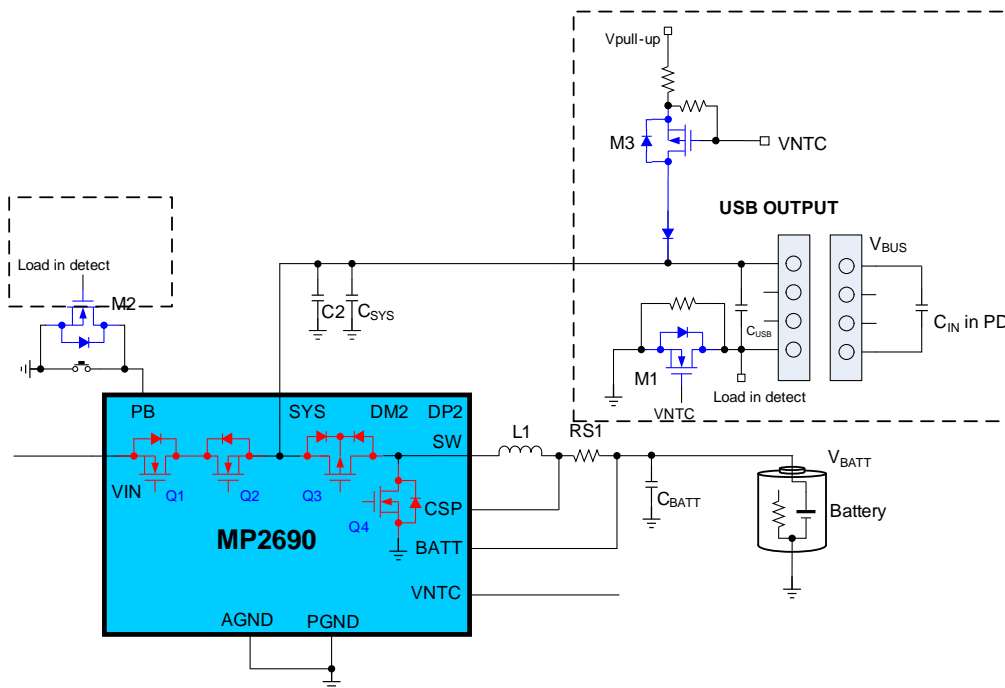 Vpull-up
M3
VNTC
USB OUTPUT
VBUS
Load in detect
M2
C2
CSYS
CUSB
CIN in PD
M1
VNTC
Load in detect
PB
SYS
DM2
DP2
SW
L1
RS1
VIN
Q1
Q2
Q3
Q4
CSP
VBATT
CBATT
Battery
MP2690
BATT
VNTC
AGND
PGND